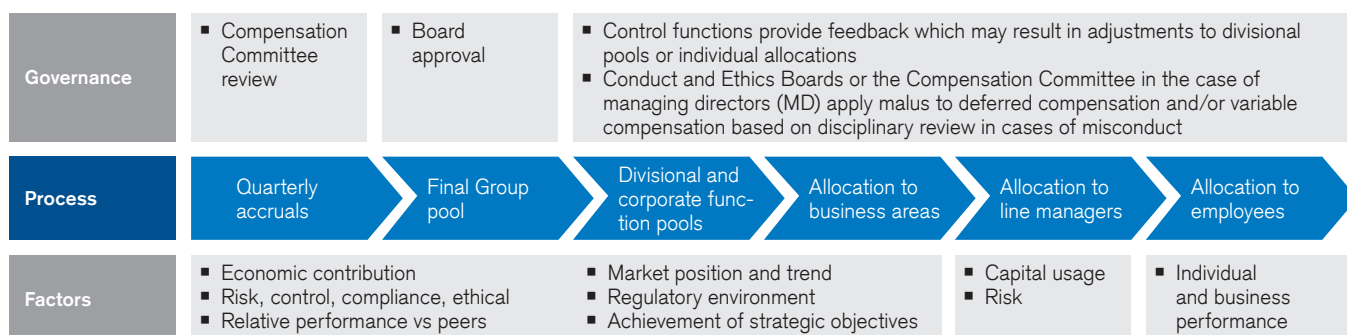 Governance
▪ Compensation
Committee
review
▪ Board
approval
▪ Control functions provide feedback which may result in adjustments to divisional
pools or individual allocations
▪ Conduct and Ethics Boards or the Compensation Committee in the case of
managing directors (MD) apply malus to deferred compensation and/or variable
compensation based on disciplinary review in cases of misconduct
Process
Quarterly
accruals
Final Group
pool
Divisional and
corporate func-
tion pools
Allocation to
business areas
Allocation to
line managers
Allocation to
employees
Factors
▪ Economic contribution
▪ Risk, control, compliance, ethical
▪ Relative performance vs peers
▪ Market position and trend
▪ Regulatory environment
▪ Achievement of strategic objectives
▪ Capital usage
▪ Risk
▪ Individual
and business
performance